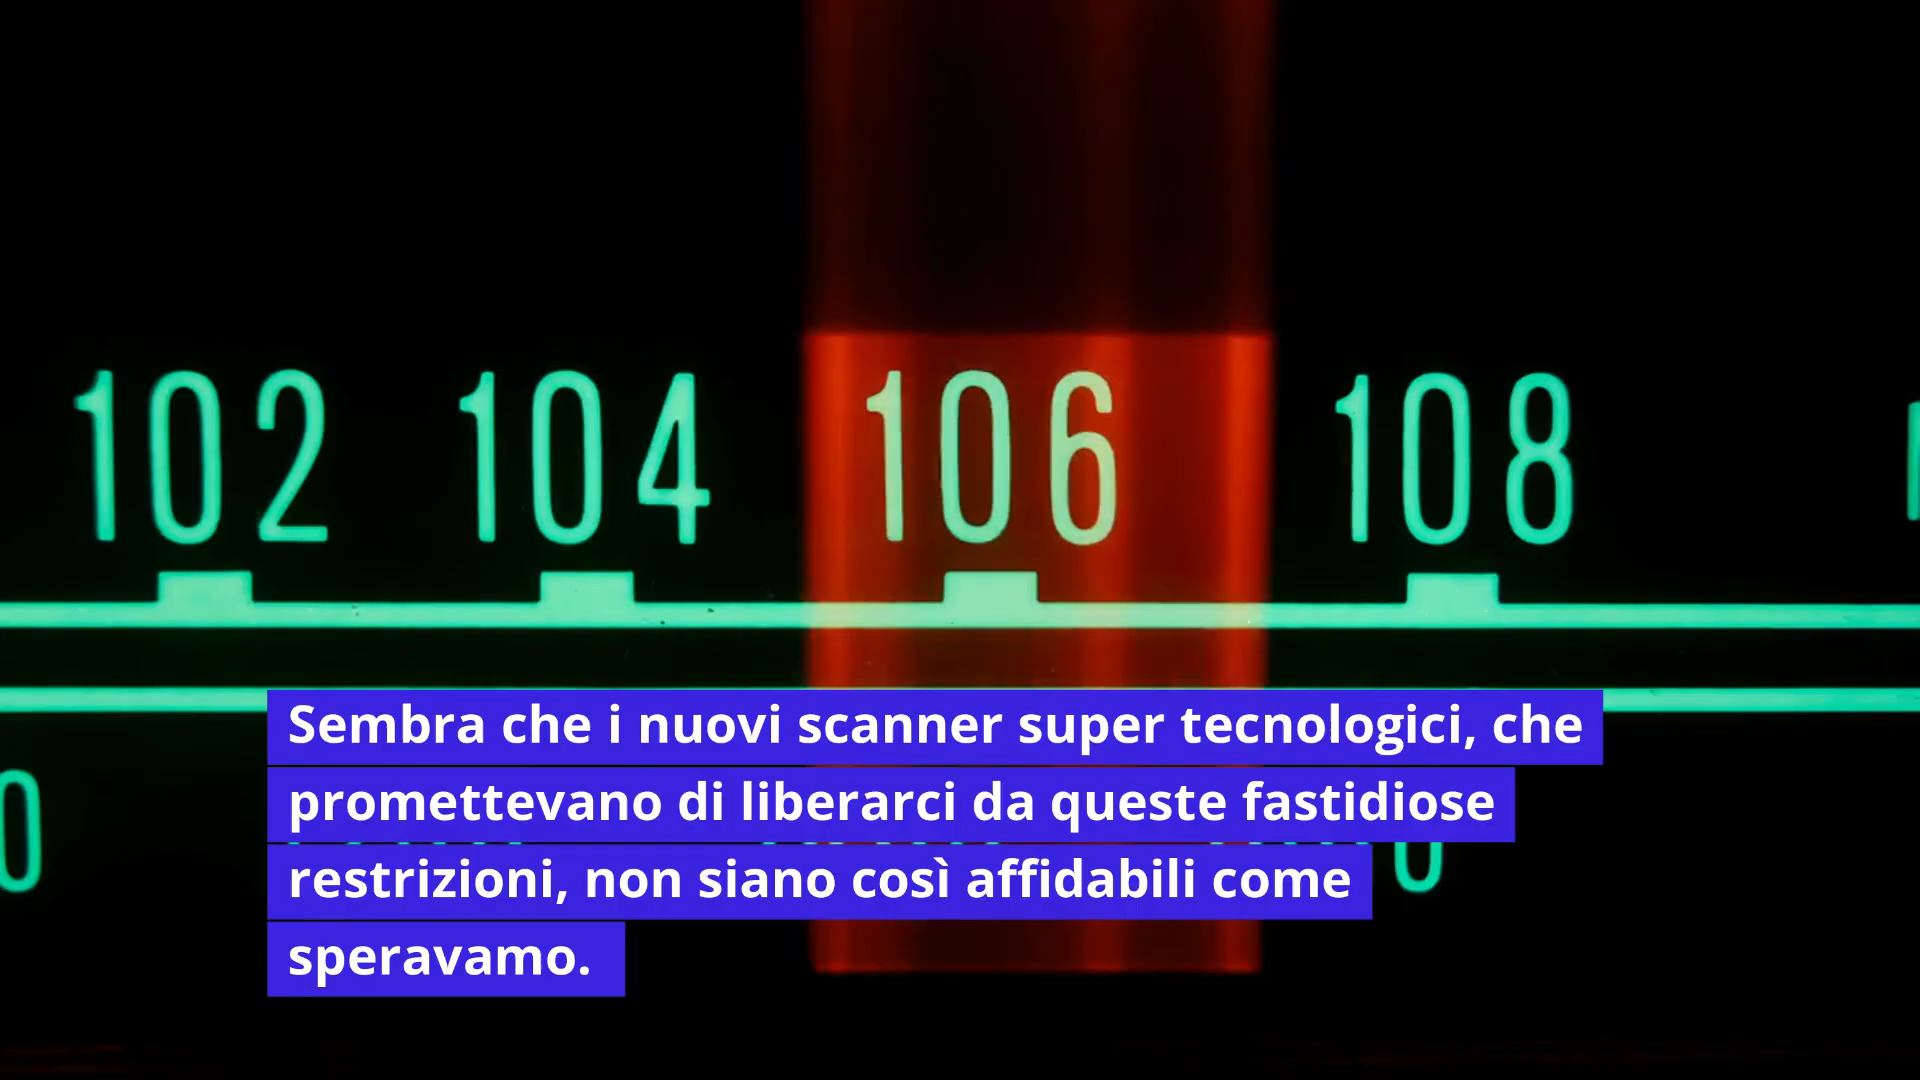 102 104 106 108
Sembra che i nuovi scanner super tecnologici, che
promettevano di liberarci da queste fastidiose
restrizioni, non siano così affidabili come
speravamo.